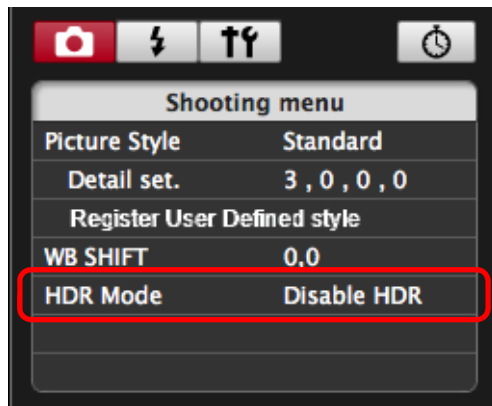 Shooting menu
Picture Style Standard
Detail set. 3 , 0 , 0 , 0
Register User Defined style
WB SHIFT 0,0
HDR Mode Disable HDR